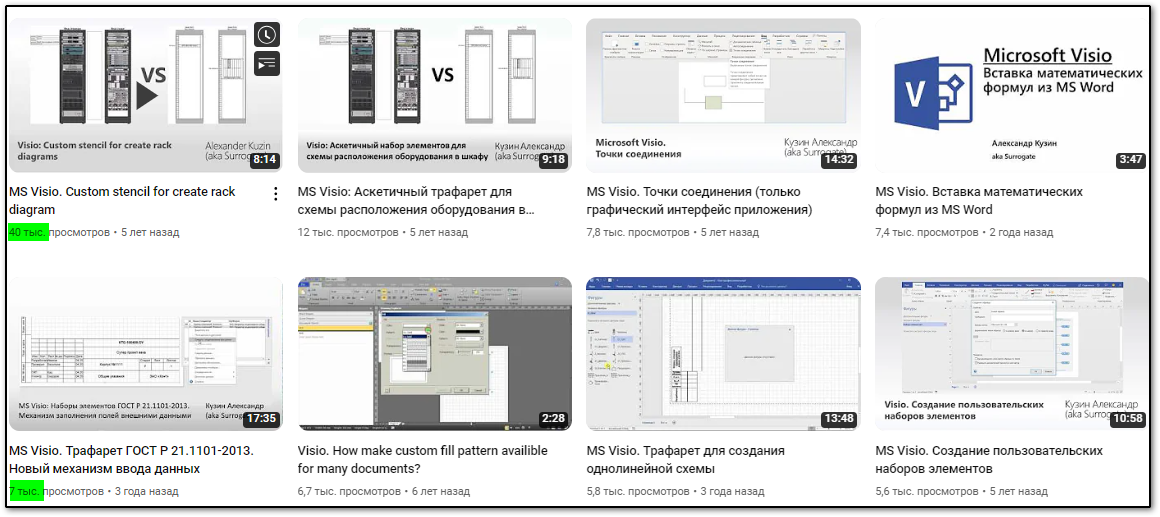 VS
Visio: Custom stencil for create rack
diagrams
Alexander Kuzin
(aka Surrogate)
8:14
MS Visio. Custom stencil for create rack
diagram
40 тыс. просмотров • 5 лет назад
VS
Visio: Аскетичный набор элементов для
схемы расположения оборудования в шкафу
Кузин Александр
(aka Surrogate)
9:18
MS Visio: Аскетичный трафарет для
схемы расположения оборудования в...
12 тыс. просмотров • 5 лет назад
Microsoft Visio.
Точки соединения
Кузин Александр
(aka Surrogate)
14:32
MS Visio. Точки соединения (только
графический интерфейс приложения)
7,8 тыс. просмотров • 5 лет назад
Microsoft Visio
Вставка математических
формул из MS Word
V
Александр Кузин
aka Surrogate
3:47
MS Visio. Вставка математических
формул из MS Word
7,4 тыс. просмотров • 2 года назад
MS Visio: Наборы элементов ГОСТ Р 21.1101-2013.
Механизм заполнения полей внешними данными
Кузин Александр
(aka Surrogate)
17:35
MS Visio. Трафарет ГОСТ Р 21.1101-2013.
Новый механизм ввода данных
7 тыс. просмотров • 3 года назад
2:28
Visio. How make custom fill pattern availible
for many documents?
6,7 тыс. просмотров • 6 лет назад
13:48
MS Visio. Трафарет для создания
однолинейной схемы
5,8 тыс. просмотров • 3 года назад
Visio. Создание пользовательских
наборов элементов
Кузин Александр
(aka Surrogate)
10:58
MS Visio. Создание пользовательских
наборов элементов
5,6 тыс. просмотров • 5 лет назад